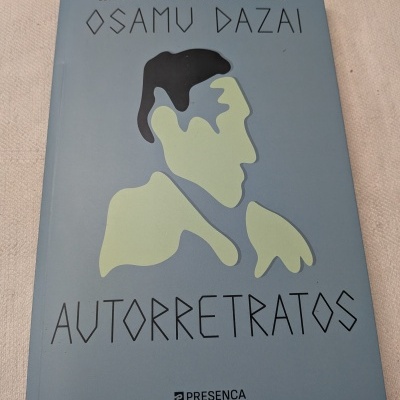 OSAMU DAZAI
AUTORRETRATOS
PRESENÇA